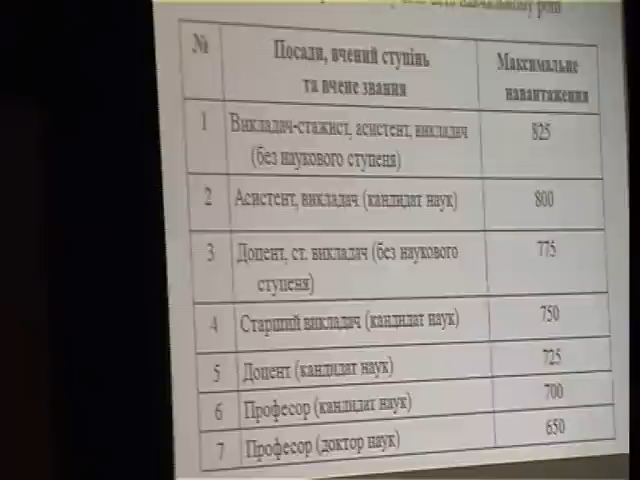 навчальному році
№ Посади, вчений ступінь Максимальне
та вчене звання навантаження
1 Викладач-стажист, асистент, викладач 825
(без наукового ступеня)
2 Асистент, викладач (кандидат наук) 800
3 Доцент, ст. викладач (без наукового 775
ступеня)
4 Старший викладач (кандидат наук) 750
5 Доцент (кандидат наук) 725
6 Професор (кандидат наук) 700
7 Професор (доктор наук) 650